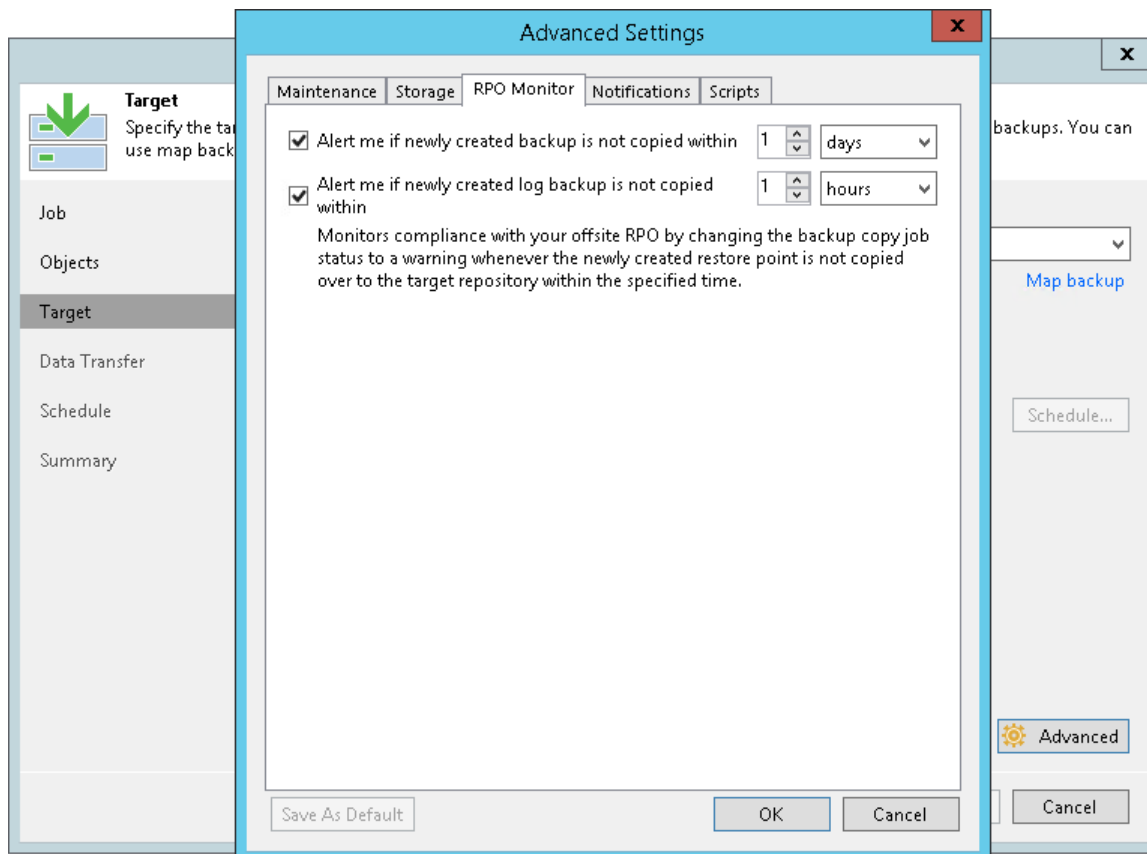 Advanced Settings
x
x
Target
Specify the tar
backups. You can
use map back
Job
Objects
Target
Data Transfer
Schedule
Summary
Maintenance
Storage
RPO Monitor
Notifications
Scripts
Alert me if newly created backup is not copied within
1
days
Alert me if newly created log backup is not copied
within
1
hours
Monitors compliance with your offsite RPO by changing the backup copy job
status to a warning whenever the newly created restore point is not copied
over to the target repository within the specified time.
Map backup
Schedule...
Advanced
Save As Default
OK
Cancel
Cancel